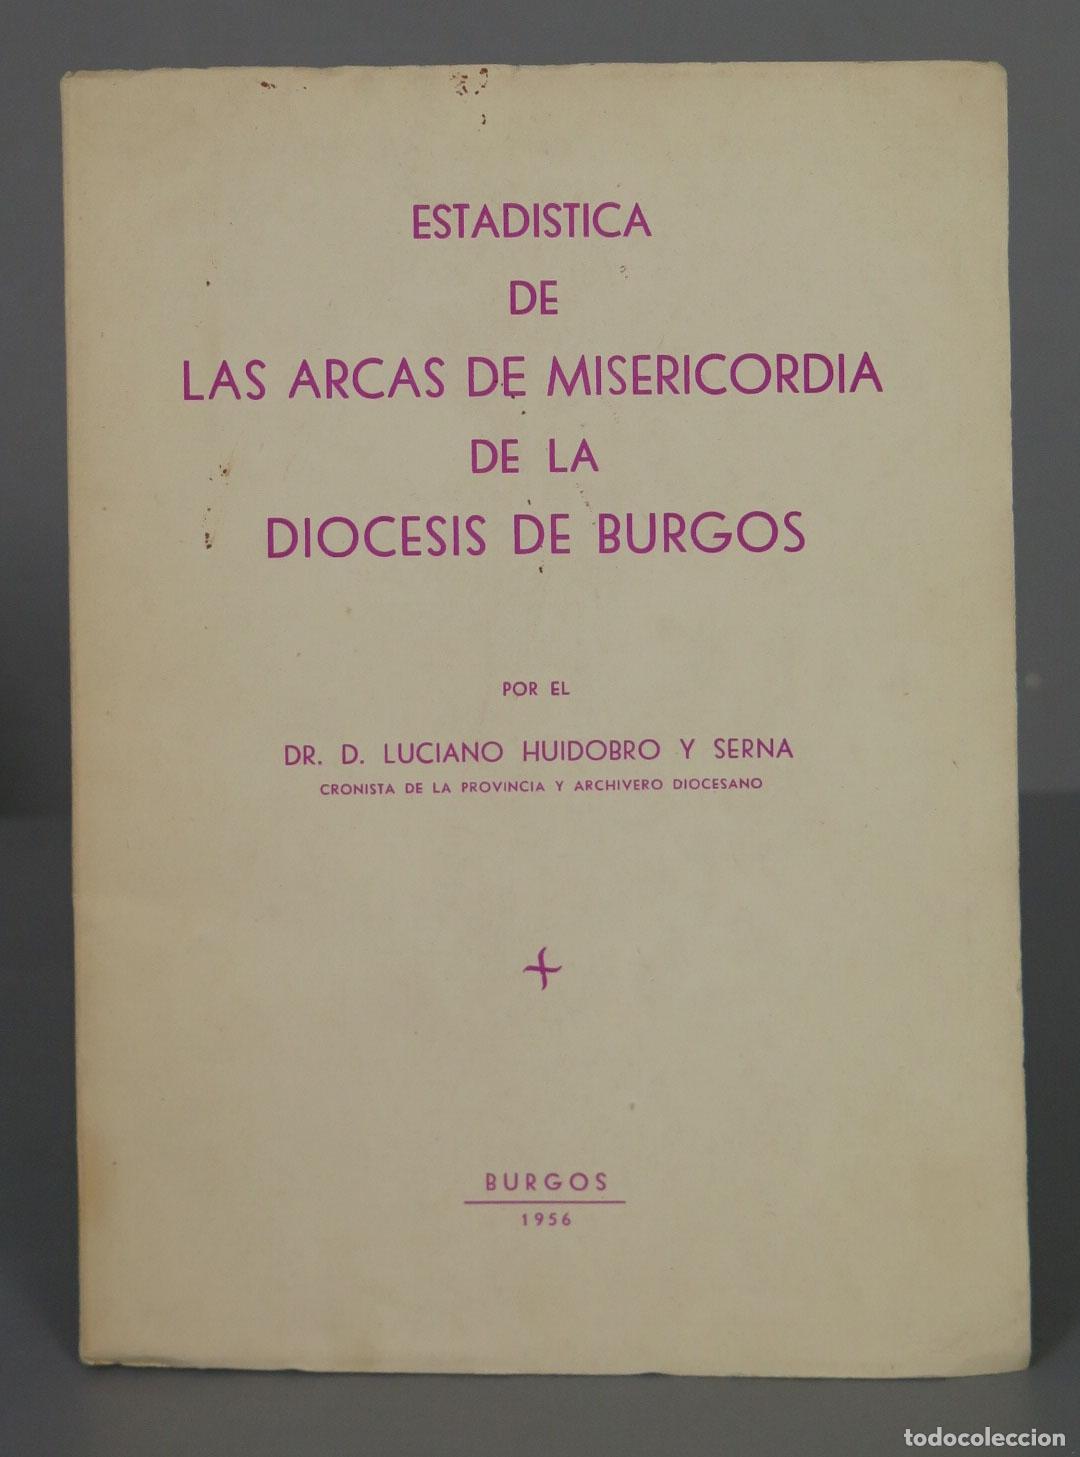 ESTADISTICA
DE
LAS ARCAS DE MISERICORDIA
DE LA
DIOCESIS DE BURGOS
POR EL
DR. D. LUCIANO HUIDOBRO Y SERNA
CRONISTA DE LA PROVINCIA Y ARCHIVERO DIOCESANO
BURGOS
1956
todocoleccion